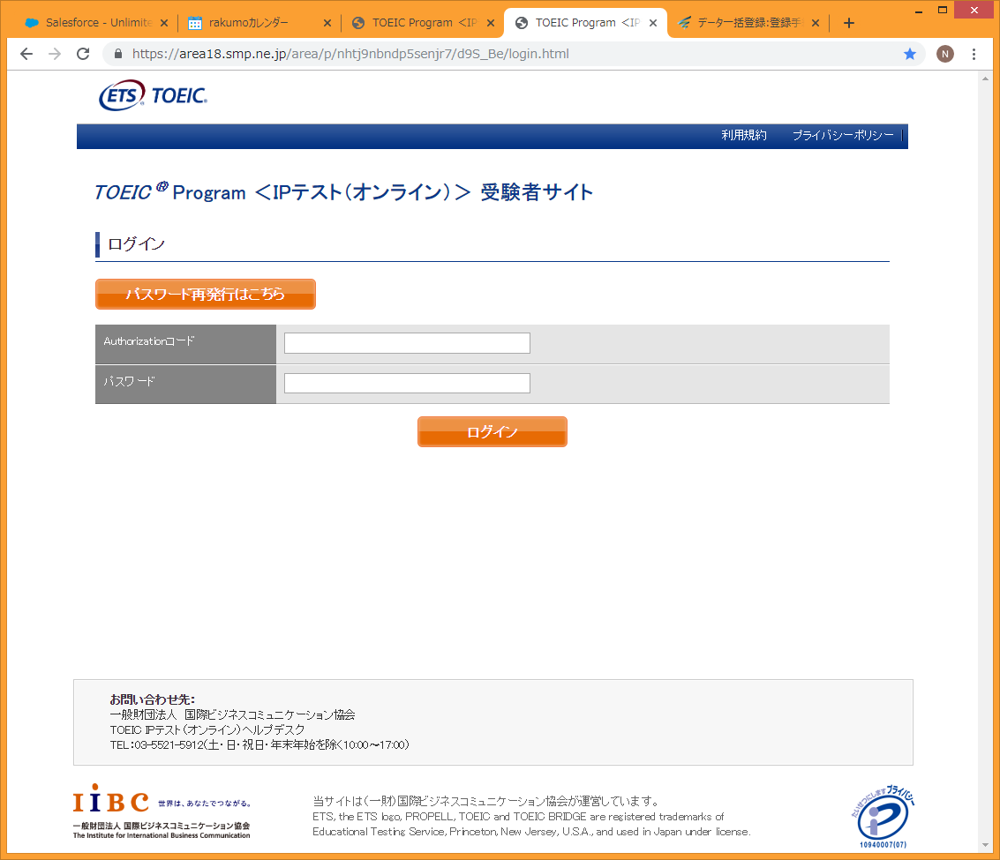 Salesforce - Unlimite
rakumoカレンダー
TOEIC Program ＜IP
TOEIC Program ＜IP
データ一括登録:登録手
https://area18.smp.ne.jp/area/p/nhtj9nbndp5senjr7/d9S_Be/login.html
N
ETS TOEIC®
利用規約 プライバシーポリシー
TOEIC® Program ＜IPテスト（オンライン）＞ 受験者サイト
ログイン
パスワード再発行はこちら
Authorizationコード
パスワード
ログイン
お問い合わせ先：
一般財団法人　国際ビジネスコミュニケーション協会
TOEIC IPテスト（オンライン）ヘルプデスク
TEL：03-5521-5912（土・日・祝日・年末年始を除く10:00～17:00）
IiBC 世界は、あなたでつながる。
一般財団法人 国際ビジネスコミュニケーション協会
The Institute for International Business Communication
当サイトは（一財）国際ビジネスコミュニケーション協会が運営しています。
ETS, the ETS logo, PROPELL, TOEIC and TOEIC BRIDGE are registered trademarks of
Educational Testing Service, Princeton, New Jersey, U.S.A., and used in Japan under license.
たいせつにします プライバシー
10940007(07)